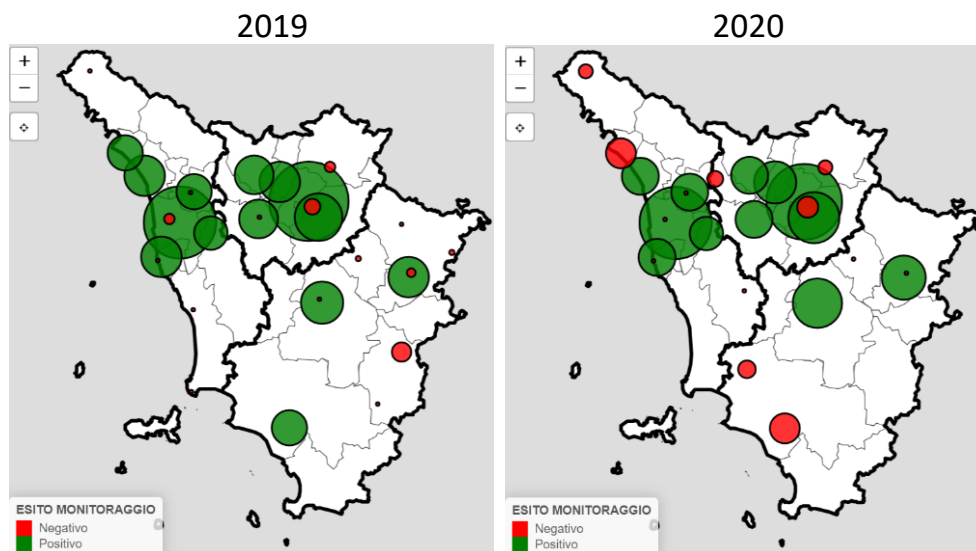 2019
2020
+
−
ESITO MONITORAGGIO
Negativo
Positivo
+
−
ESITO MONITORAGGIO
Negativo
Positivo